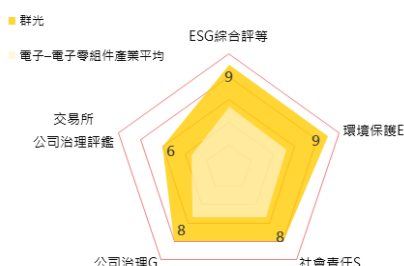 群光
ESG綜合評等
電子–電子零組件產業平均
9
環境保護E
9
交易所
公司治理評鑑
6
8
8
公司治理G
社會責任S